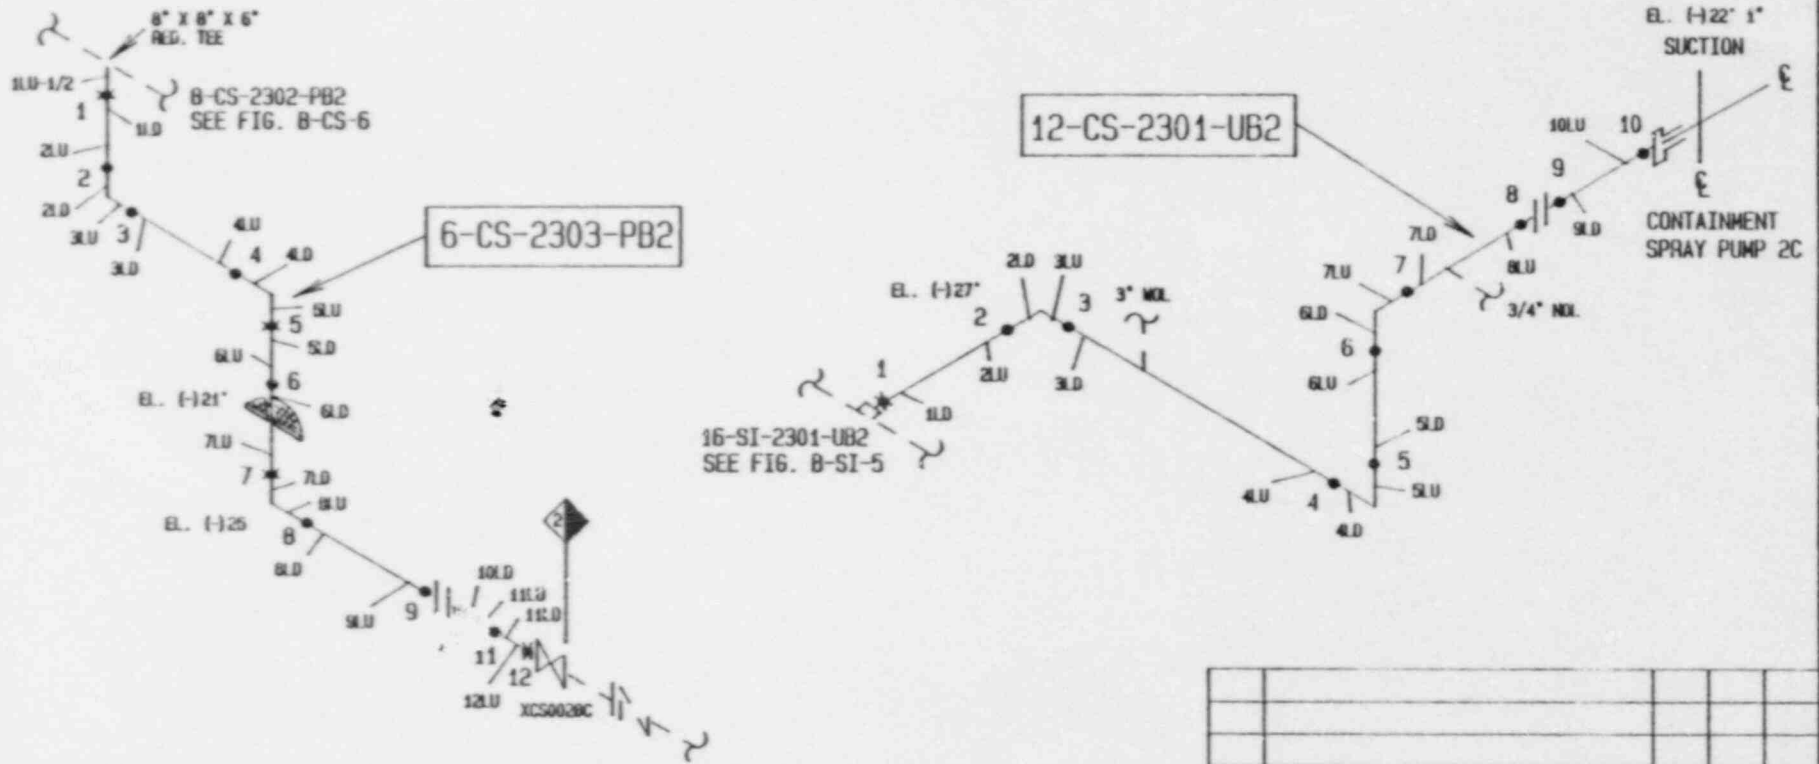 8" X 8" X 6"
RED. TEE
1LU-1/2
8-CS-2302-PB2
SEE FIG. B-CS-6
1
1LD
2LU
2
2LD
3LU
3
3LD
4LU
4
4LD
6-CS-2303-PB2
5LU
5
5LD
6LU
6
EL. (-)21'
6LD
7LU
7
7LD
8LU
EL. (-)25
8
8LD
9LU
9
10LD
11LU
11LD
11
12
12LU
XCS0028C
2
EL. (-)22' 1"
SUCTION
12-CS-2301-UB2
10LU
10
9
8
9LD
CONTAINMENT
SPRAY PUMP 2C
7LD
8LU
7LU
7
3/4" NOL
6LD
6
6LU
EL. (-)27'
2LD
3LU
2
3
3" WOL
2LU
3LD
1
1LD
16-SI-2301-UB2
SEE FIG. B-SI-5
5LD
5
5LU
4LU
4
4LD